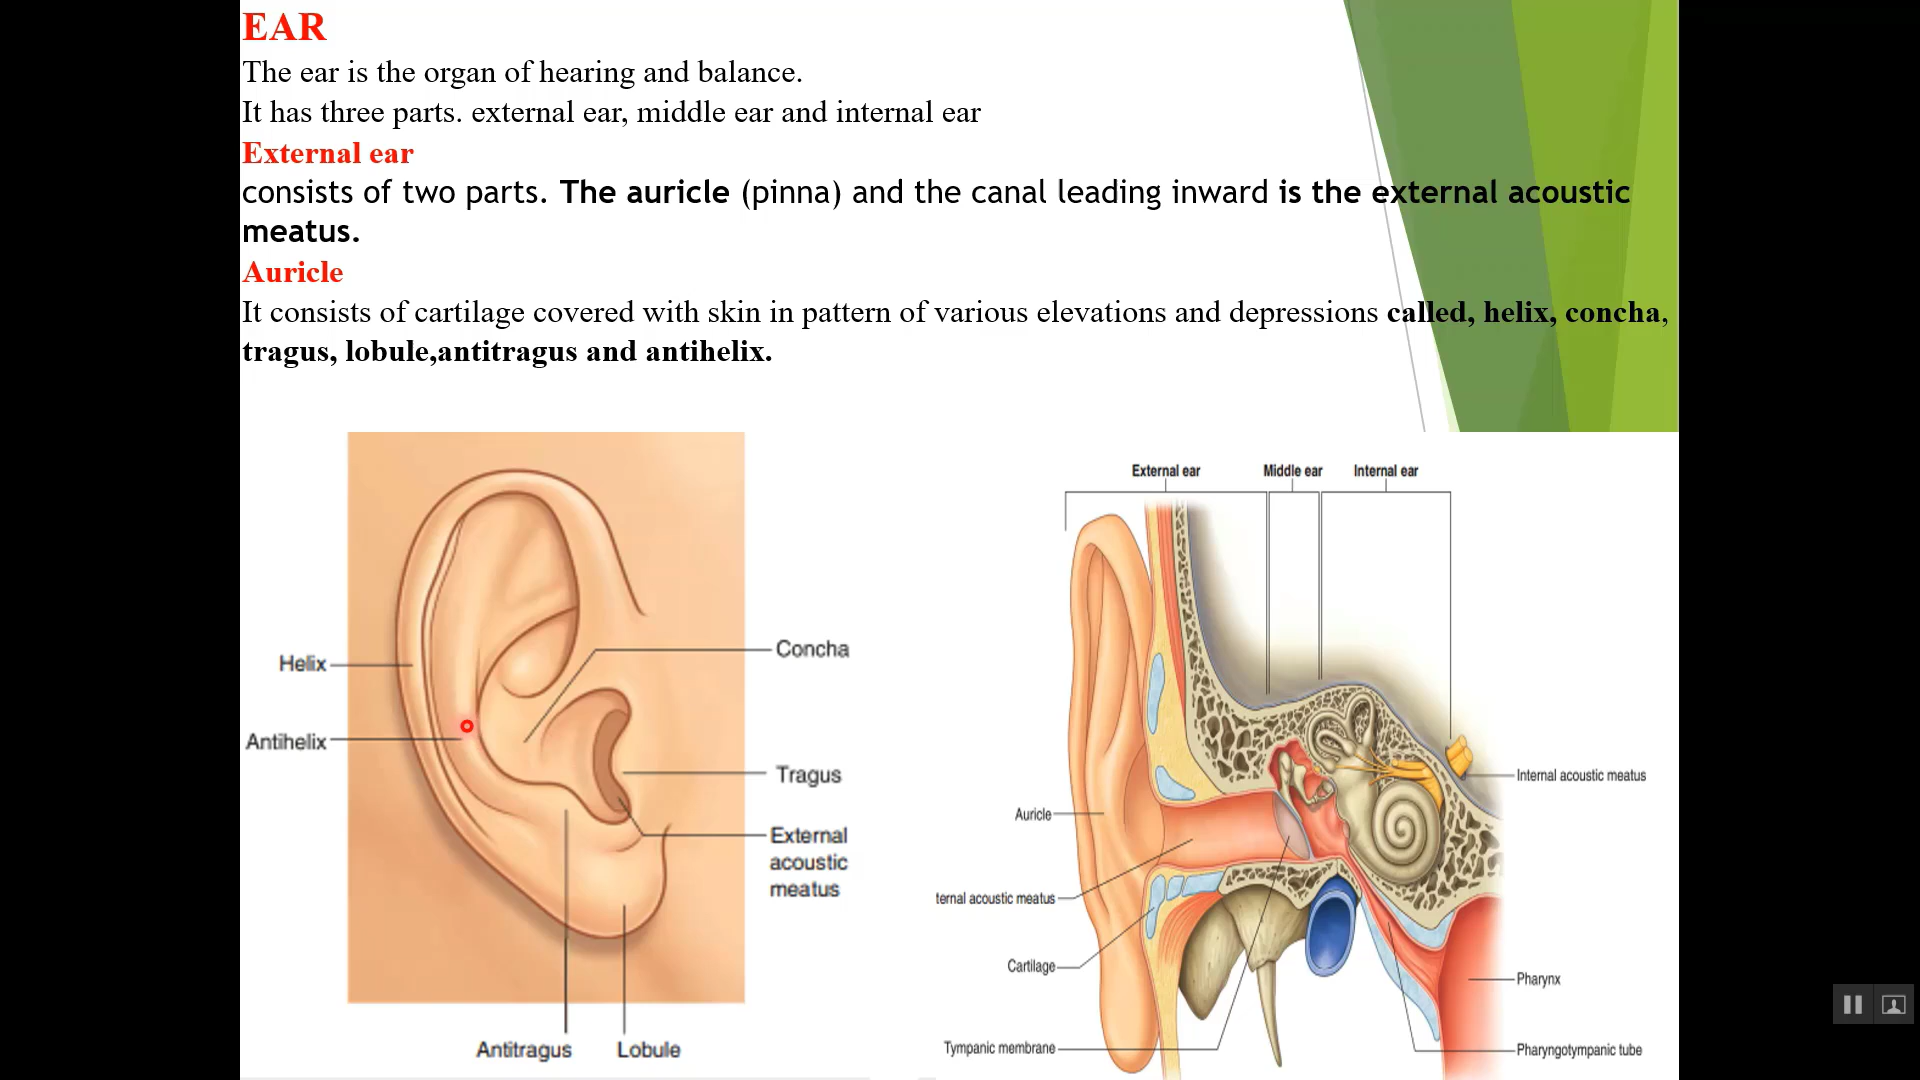 EAR
The ear is the organ of hearing and balance.
It has three parts. external ear, middle ear and internal ear
External ear
consists of two parts. The auricle (pinna) and the canal leading inward is the external acoustic
meatus.
Auricle
It consists of cartilage covered with skin in pattern of various elevations and depressions called, helix, concha,
tragus, lobule,antitragus and antihelix.
Helix
Antihelix
Concha
Tragus
External
acoustic
meatus
Antitragus
Lobule
External ear
Middle ear
Internal ear
Internal acoustic meatus
Auricle
ternal acoustic meatus
Cartilage
Pharynx
Tympanic membrane
Pharyngotympanic tube